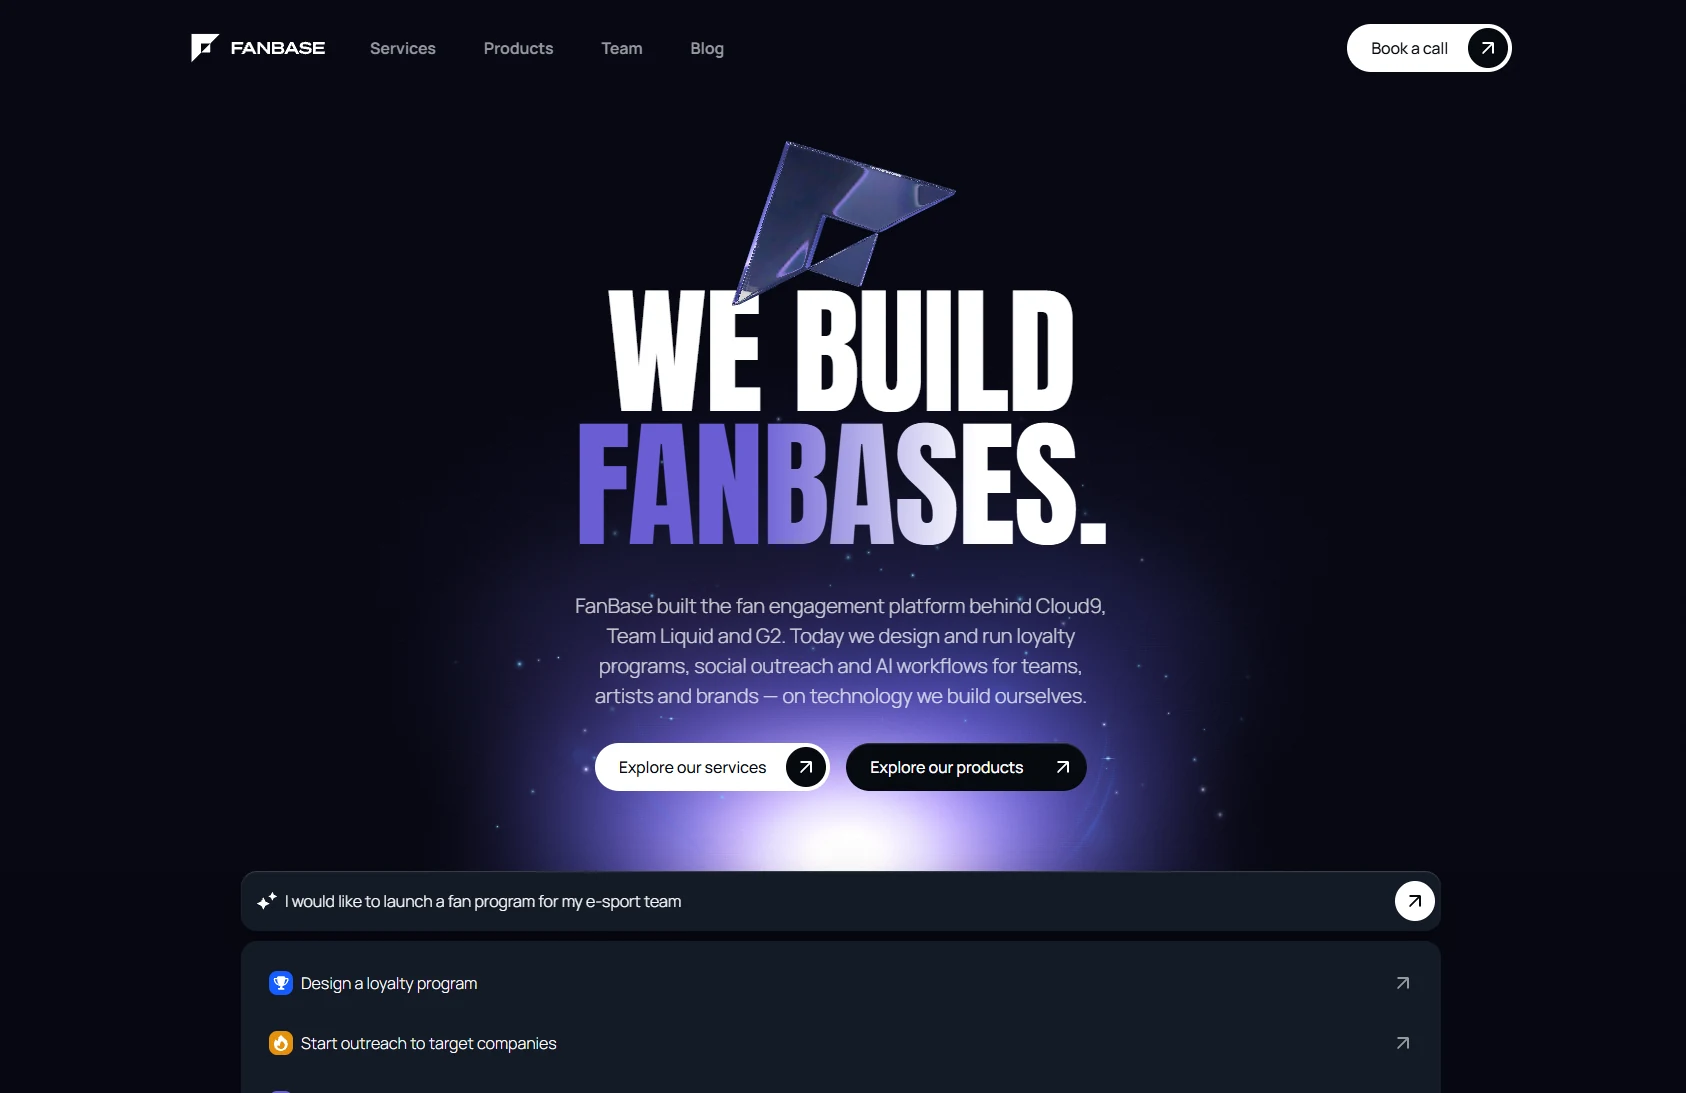 FANBASE
Services
Products
Team
Blog
Book a call
WE BUILD
FANBASES.
FanBase built the fan engagement platform behind Cloud9,
Team Liquid and G2. Today we design and run loyalty
programs, social outreach and AI workflows for teams,
artists and brands — on technology we build ourselves.
Explore our services
Explore our products
I would like to launch a fan program for my e-sport team
Design a loyalty program
Start outreach to target companies